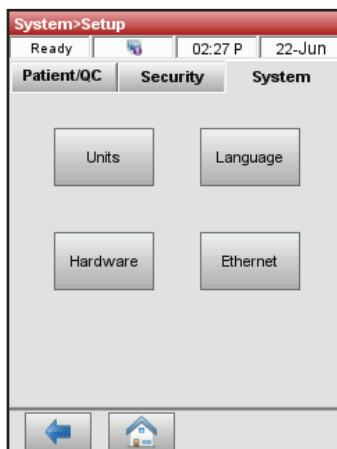 System>Setup
Ready 02:27 P 22-Jun
Patient/QC Security System
Units Language
Hardware Ethernet